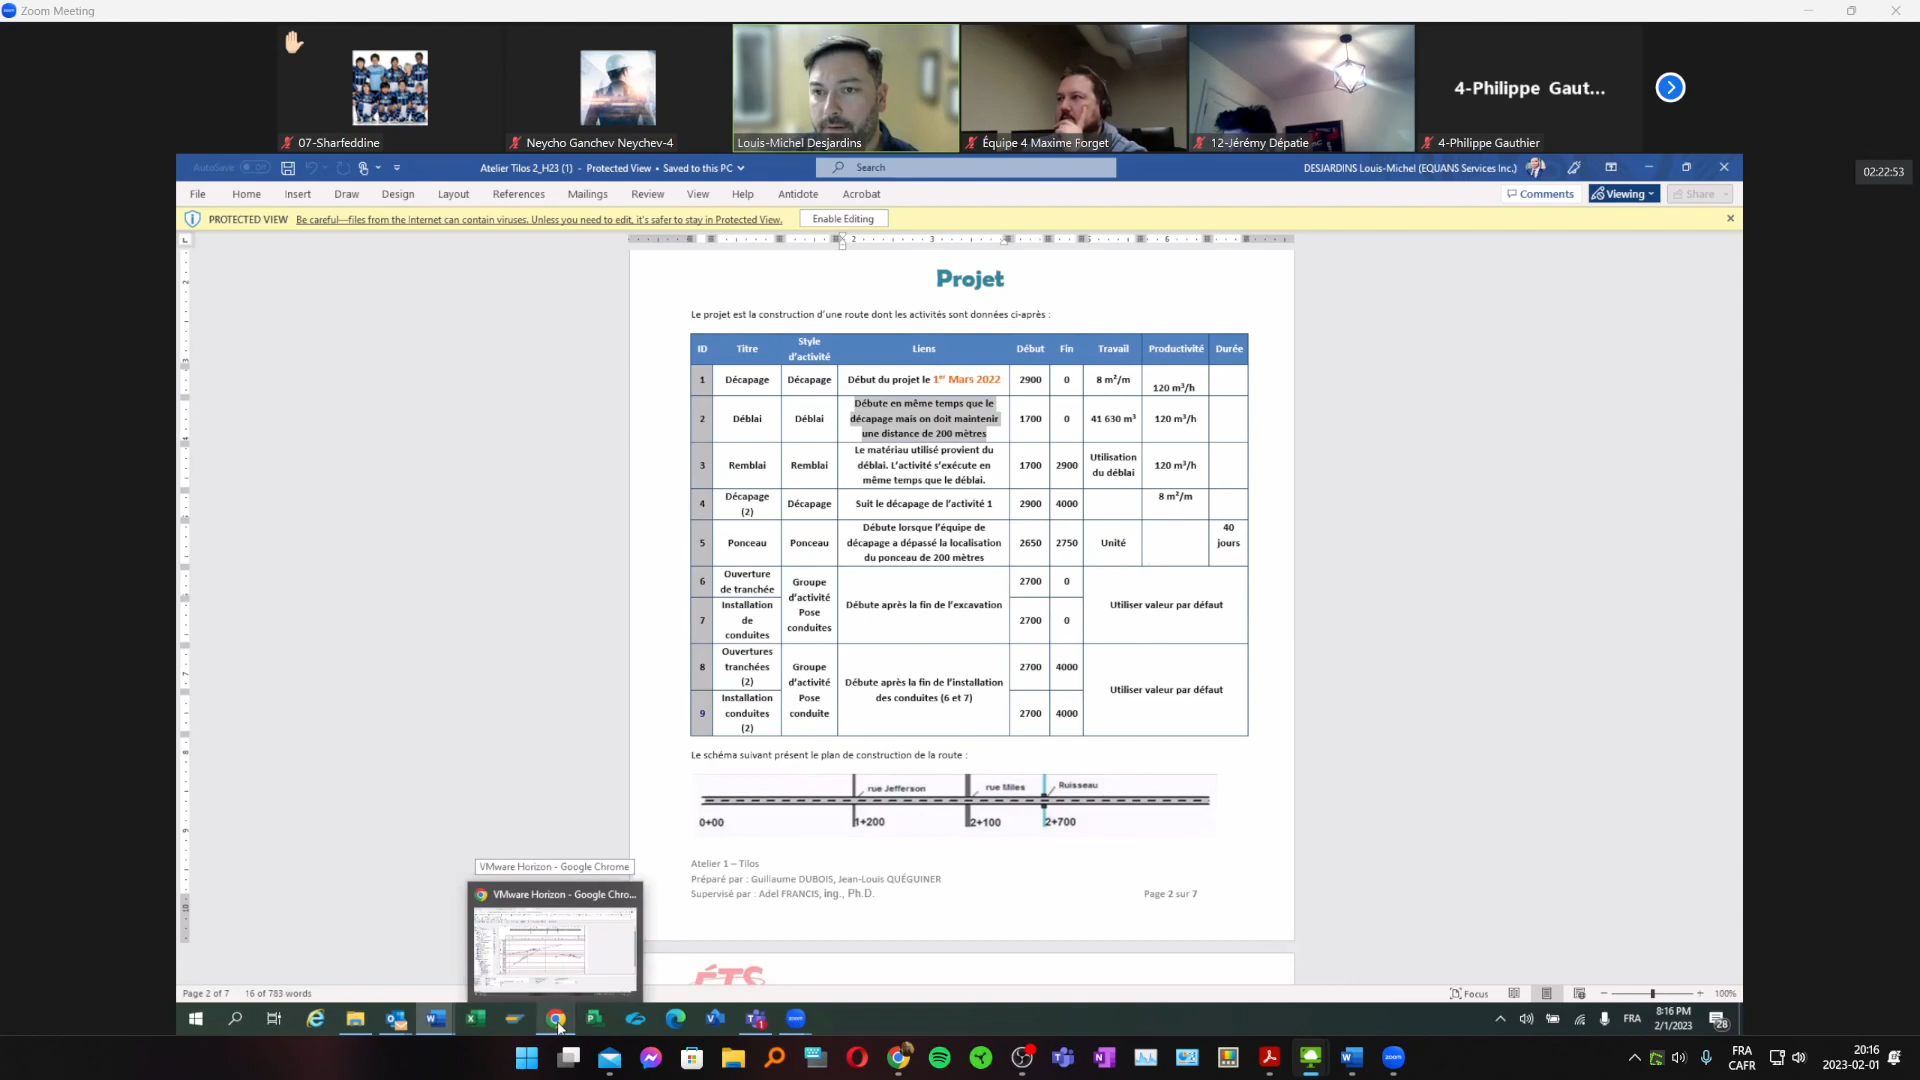 Zoom Meeting
07-Sharfeddine
Neycho Ganchev Neychev-4
Louis-Michel Desjardins
Équipe 4 Maxime Forget
12-Jérémy Dépatie
4-Philippe Gaut...
4-Philippe Gauthier
02:22:53
AutoSave Off
Atelier Tilos 2_H23 (1) - Protected View • Saved to this PC
Search
DESJARDINS Louis-Michel (EQUANS Services Inc.)
File Home Insert Draw Design Layout References Mailings Review View Help Antidote Acrobat
Comments Viewing Share
PROTECTED VIEW Be careful—files from the Internet can contain viruses. Unless you need to edit, it's safer to stay in Protected View. Enable Editing
Projet
Le projet est la construction d'une route dont les activités sont données ci-après :
ID Titre Style d'activité Liens Début Fin Travail Productivité Durée
1 Décapage Décapage Début du projet le 1er Mars 2022 2900 0 8 m²/m 120 m³/h
2 Déblai Déblai Débute en même temps que le décapage mais on doit maintenir une distance de 200 mètres 1700 0 41 630 m³ 120 m³/h
3 Remblai Remblai Le matériau utilisé provient du déblai. L'activité s'exécute en même temps que le déblai. 1700 2900 Utilisation du déblai 120 m³/h
4 Décapage (2) Décapage Suit le décapage de l'activité 1 2900 4000 8 m²/m
5 Ponceau Ponceau Débute lorsque l'équipe de décapage a dépassé la localisation du ponceau de 200 mètres 2650 2750 Unité 40 jours
6 Ouverture de tranchée Groupe d'activité Pose conduites Débute après la fin de l'excavation 2700 0 Utiliser valeur par défaut
7 Installation de conduites 2700 0
8 Ouvertures tranchées (2) Groupe d'activité Pose conduite Débute après la fin de l'installation des conduites (6 et 7) 2700 4000 Utiliser valeur par défaut
9 Installation conduites (2) 2700 4000
Le schéma suivant présent le plan de construction de la route :
rue Jefferson rue Miles Ruisseau
0+00 1+200 2+100 2+700
Atelier 1 – Tilos
Préparé par : Guillaume DUBOIS, Jean-Louis QUÉGUINER
Supervisé par : Adel FRANCIS, ing., Ph.D. Page 2 sur 7
VMware Horizon - Google Chrome
VMware Horizon - Google Chro...
ÉTS
Page 2 of 7 16 of 783 words
Focus
100%
FRA
8:16 PM
2/1/2023
28
FRA
CAFR
20:16
2023-02-01